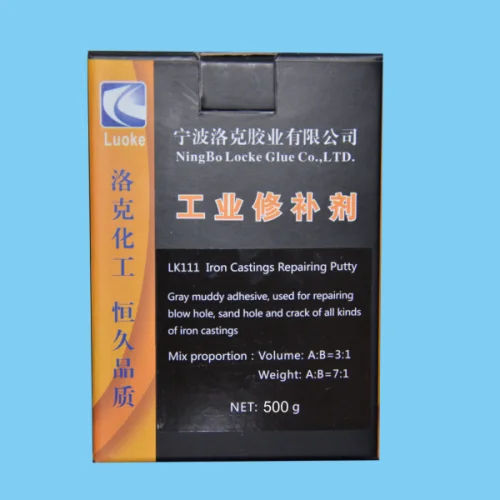 Luoke
宁波洛克胶业有限公司
NingBo Locke Glue Co.,LTD.
工业修补剂
洛克化工 恒久品质
LK111 Iron Castings Repairing Putty
Gray muddy adhesive, used for repairing
blow hole, sand hole and crack of all kinds
of iron castings
Mix proportion : Volume: A:B=3:1
Weight: A:B=7:1
NET: 500 g